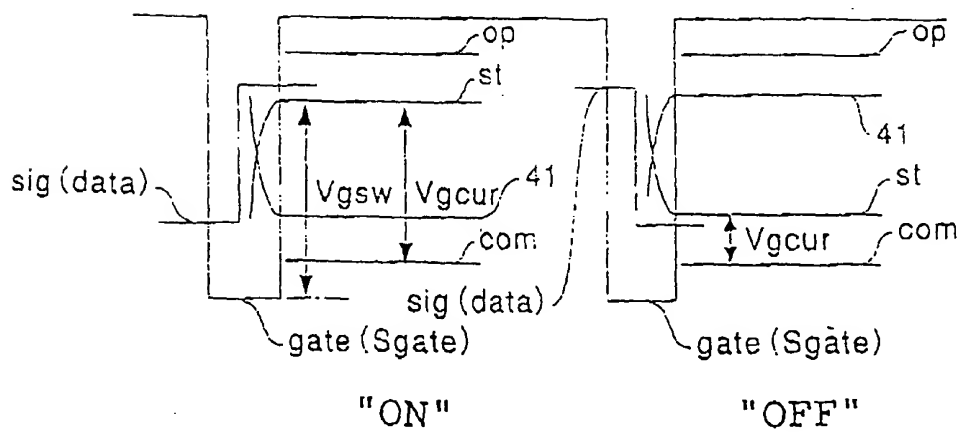 op
st
sig (data)
Vgsw
Vgcur
41
com
gate (Sgate)
"ON"
op
41
st
Vgcur
com
sig (data)
gate (Sgate)
"OFF"